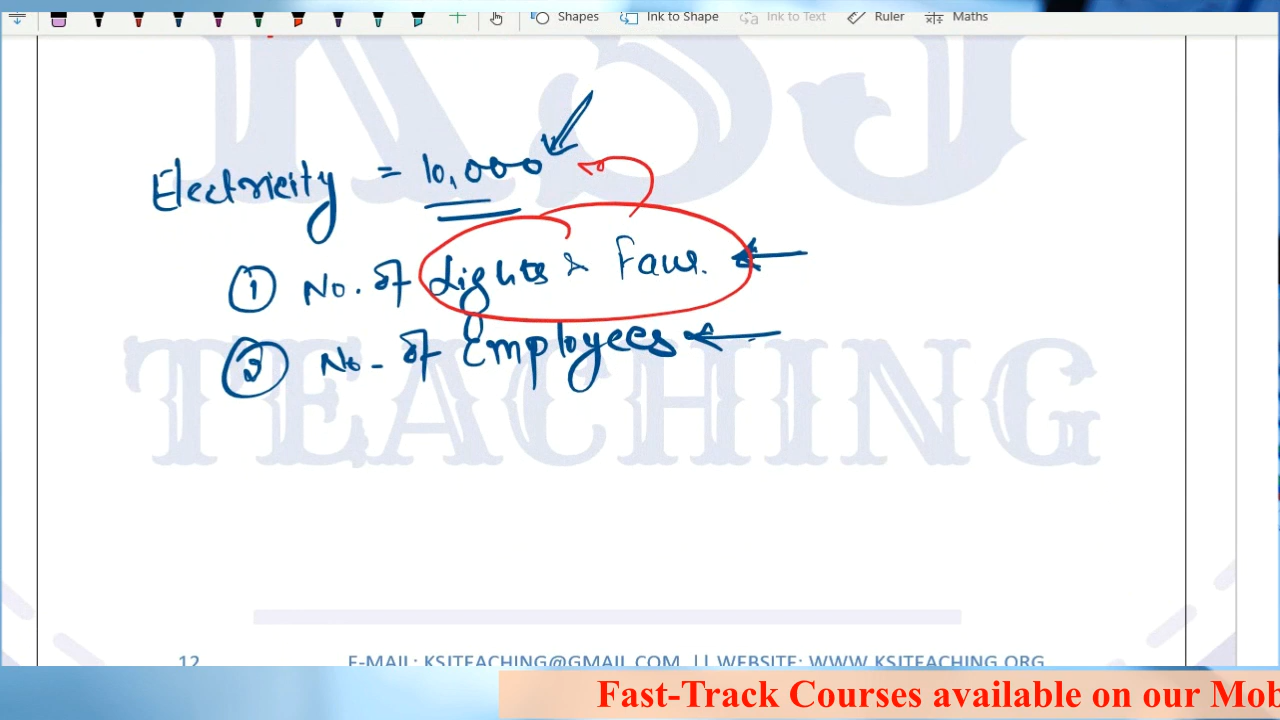 Shapes Ink to Shape Ink to Text Ruler Maths
KSJ
TEACHING
Electricity = 10,000
① No. of Lights & Fans.
② No. of Employees
12 E-MAIL: KSJTEACHING@GMAIL.COM || WEBSITE: WWW.KSJTEACHING.ORG
Fast-Track Courses available on our Mob